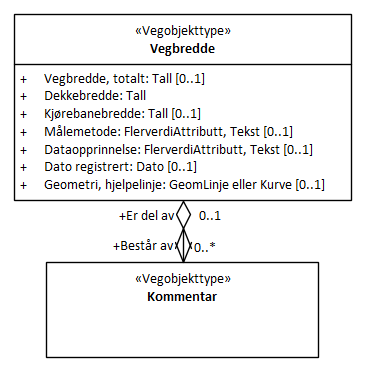 «Vegobjekttype»
Vegbredde
+ Vegbredde, totalt: Tall [0..1]
+ Dekkebredde: Tall
+ Kjørebanebredde: Tall [0..1]
+ Målemetode: FlerverdiAttributt, Tekst [0..1]
+ Dataopprinnelse: FlerverdiAttributt, Tekst [0..1]
+ Dato registrert: Dato [0..1]
+ Geometri, hjelpelinje: GeomLinje eller Kurve [0..1]
+Er del av 0..1
+Består av 0..*
«Vegobjekttype»
Kommentar